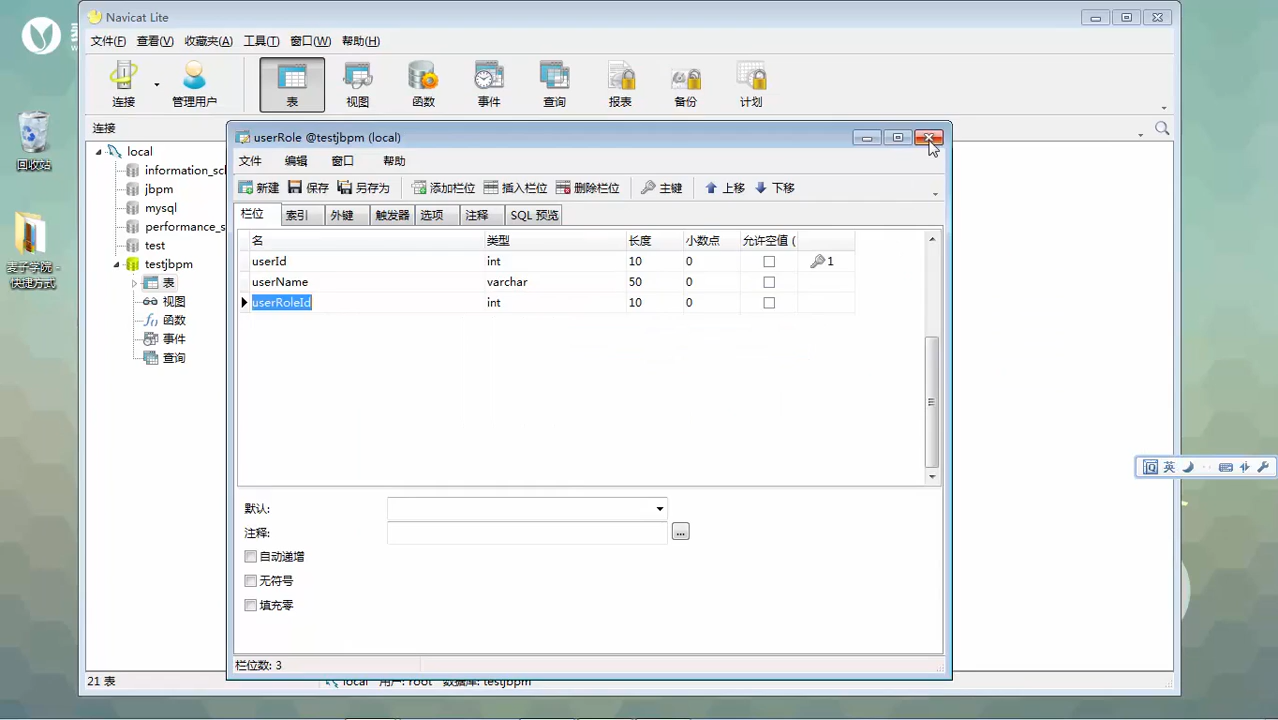 Navicat Lite
文件(F) 查看(V) 收藏夹(A) 工具(T) 窗口(W) 帮助(H)
连接 管理用户 表 视图 函数 事件 查询 报表 备份 计划
连接
local
information_sc
jbpm
mysql
performance_s
test
testjbpm
表
视图
函数
事件
查询
回收站
麦子学院 -
快捷方式
userRole @testjbpm (local)
文件 编辑 窗口 帮助
新建 保存 另存为 添加栏位 插入栏位 删除栏位 主键 上移 下移
栏位 索引 外键 触发器 选项 注释 SQL 预览
名 类型 长度 小数点 允许空值 (
userId int 10 0 1
userName varchar 50 0
userRoleId int 10 0
默认:
注释:
...
自动递增
无符号
填充零
栏位数: 3
英
21 表 local 用户: root 数据库: testjbpm